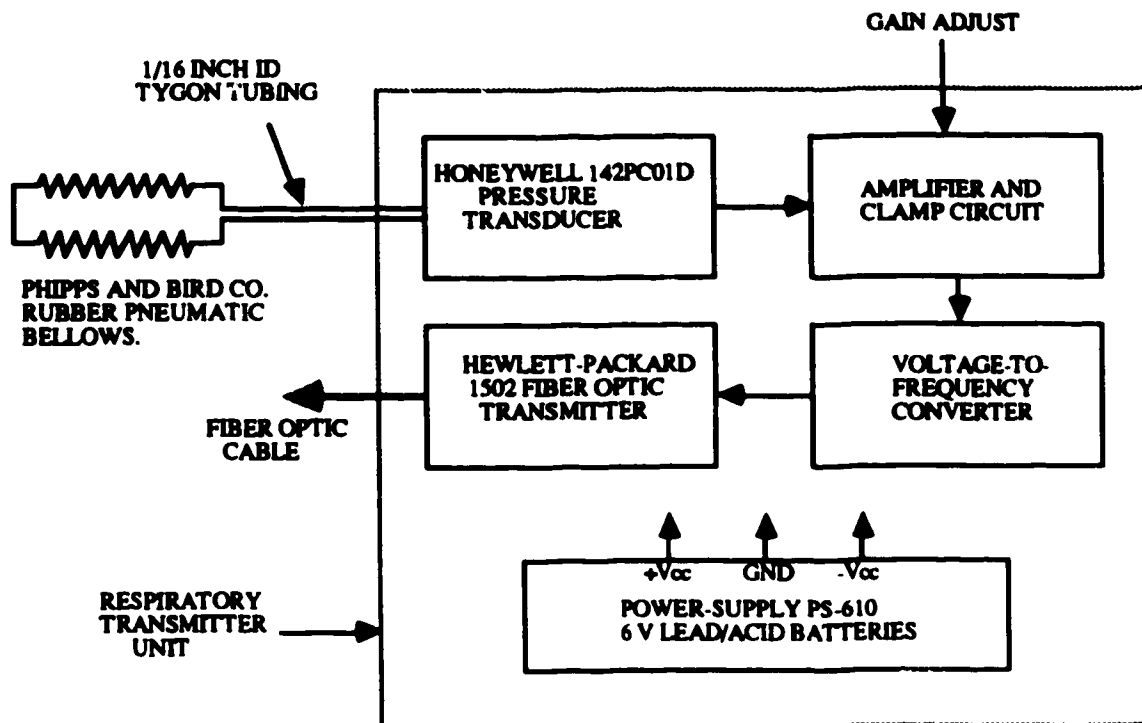 GAIN ADJUST
1/16 INCH ID
TYGON TUBING
HONEYWELL 142PC01D
PRESSURE
TRANSDUCER
AMPLIFIER AND
CLAMP CIRCUIT
PHIPPS AND BIRD CO.
RUBBER PNEUMATIC
BELLOWS.
HEWLETT-PACKARD
1502 FIBER OPTIC
TRANSMITTER
VOLTAGE-TO-
FREQUENCY
CONVERTER
FIBER OPTIC
CABLE
+Vcc GND -Vcc
POWER-SUPPLY PS-610
6 V LEAD/ACID BATTERIES
RESPIRATORY
TRANSMITTER
UNIT